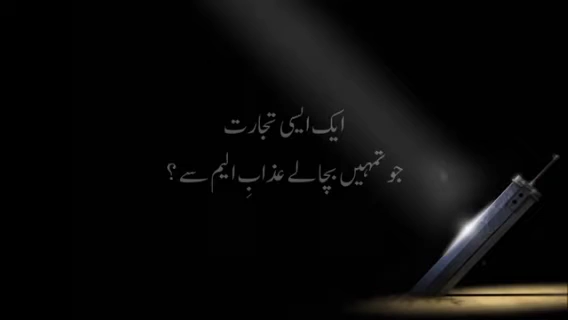 ایک ایسی تجارت
جو تمہیں بچالے عذابِ الیم سے ؟